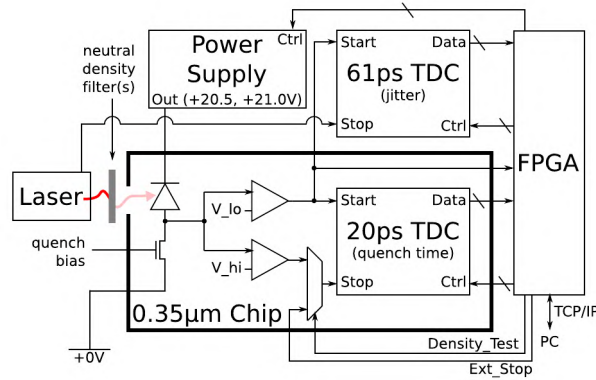 neutral
density
filter(s)
Power
Supply
Ctrl
Out (+20.5, +21.0V)
Start
Data
61ps TDC
(jitter)
Stop
Ctrl
FPGA
Laser
V_lo
Start
Data
20ps TDC
(quench time)
quench
bias
V_hi
Stop
Ctrl
0.35μm Chip
+0V
Density_Test
Ext_Stop
TCP/IP
PC